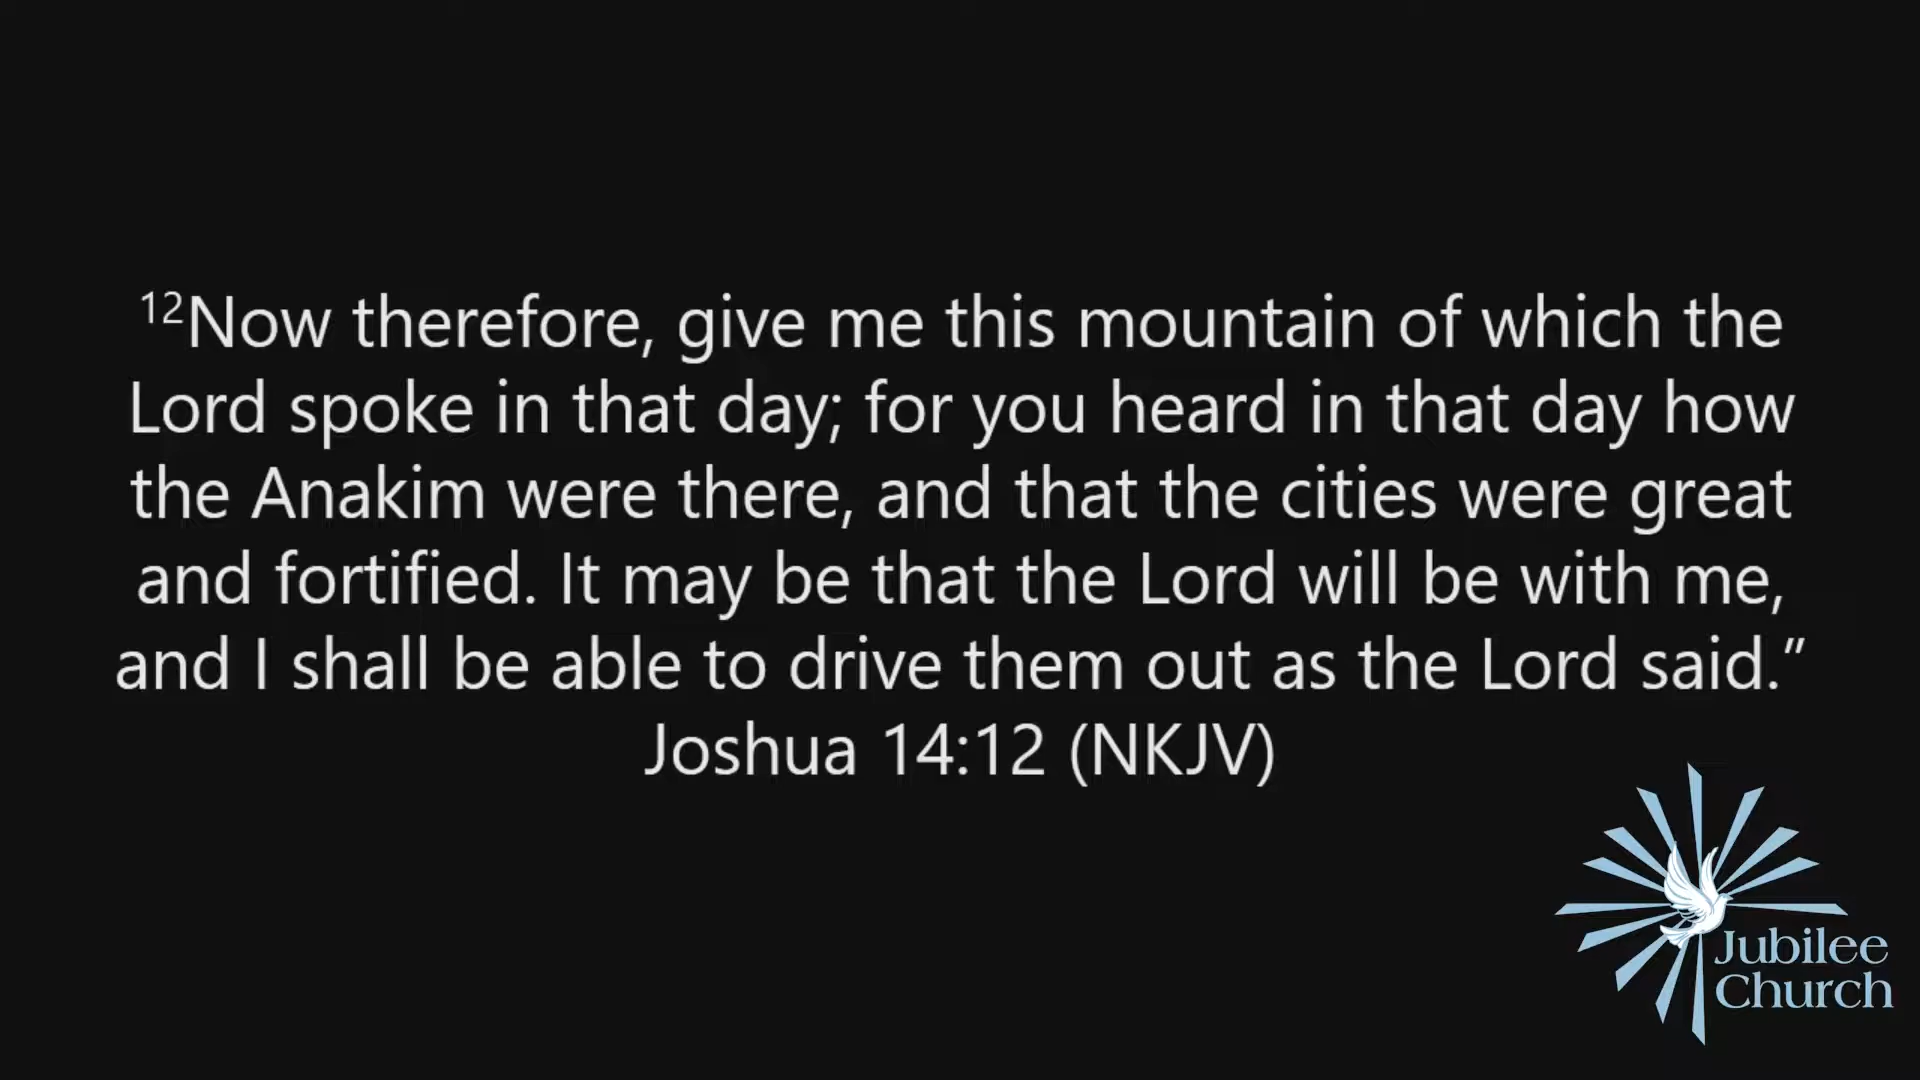 ¹²Now therefore, give me this mountain of which the
Lord spoke in that day; for you heard in that day how
the Anakim were there, and that the cities were great
and fortified. It may be that the Lord will be with me,
and I shall be able to drive them out as the Lord said.”
Joshua 14:12 (NKJV)
Jubilee
Church